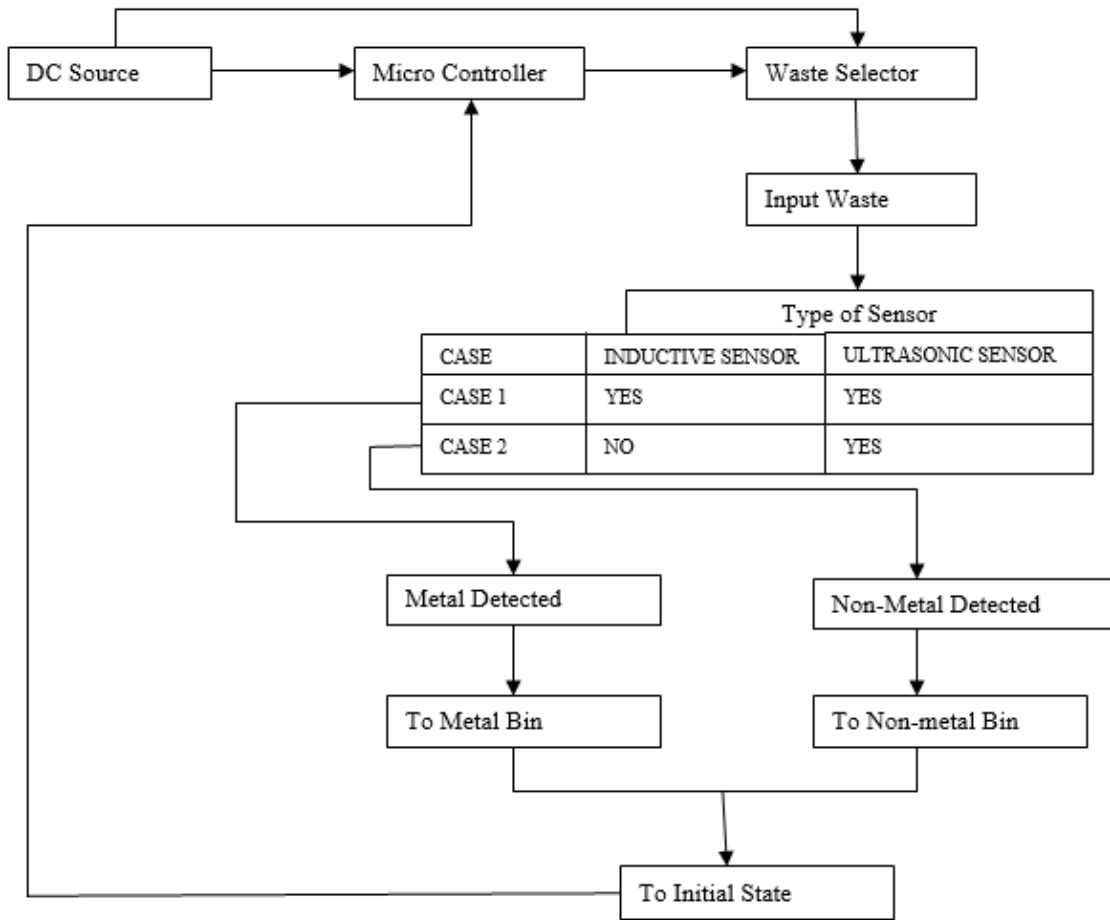 DC Source
Micro Controller
Waste Selector
Input Waste
Type of Sensor
CASE INDUCTIVE SENSOR ULTRASONIC SENSOR
CASE 1 YES YES
CASE 2 NO YES
Metal Detected
Non-Metal Detected
To Metal Bin
To Non-metal Bin
To Initial State